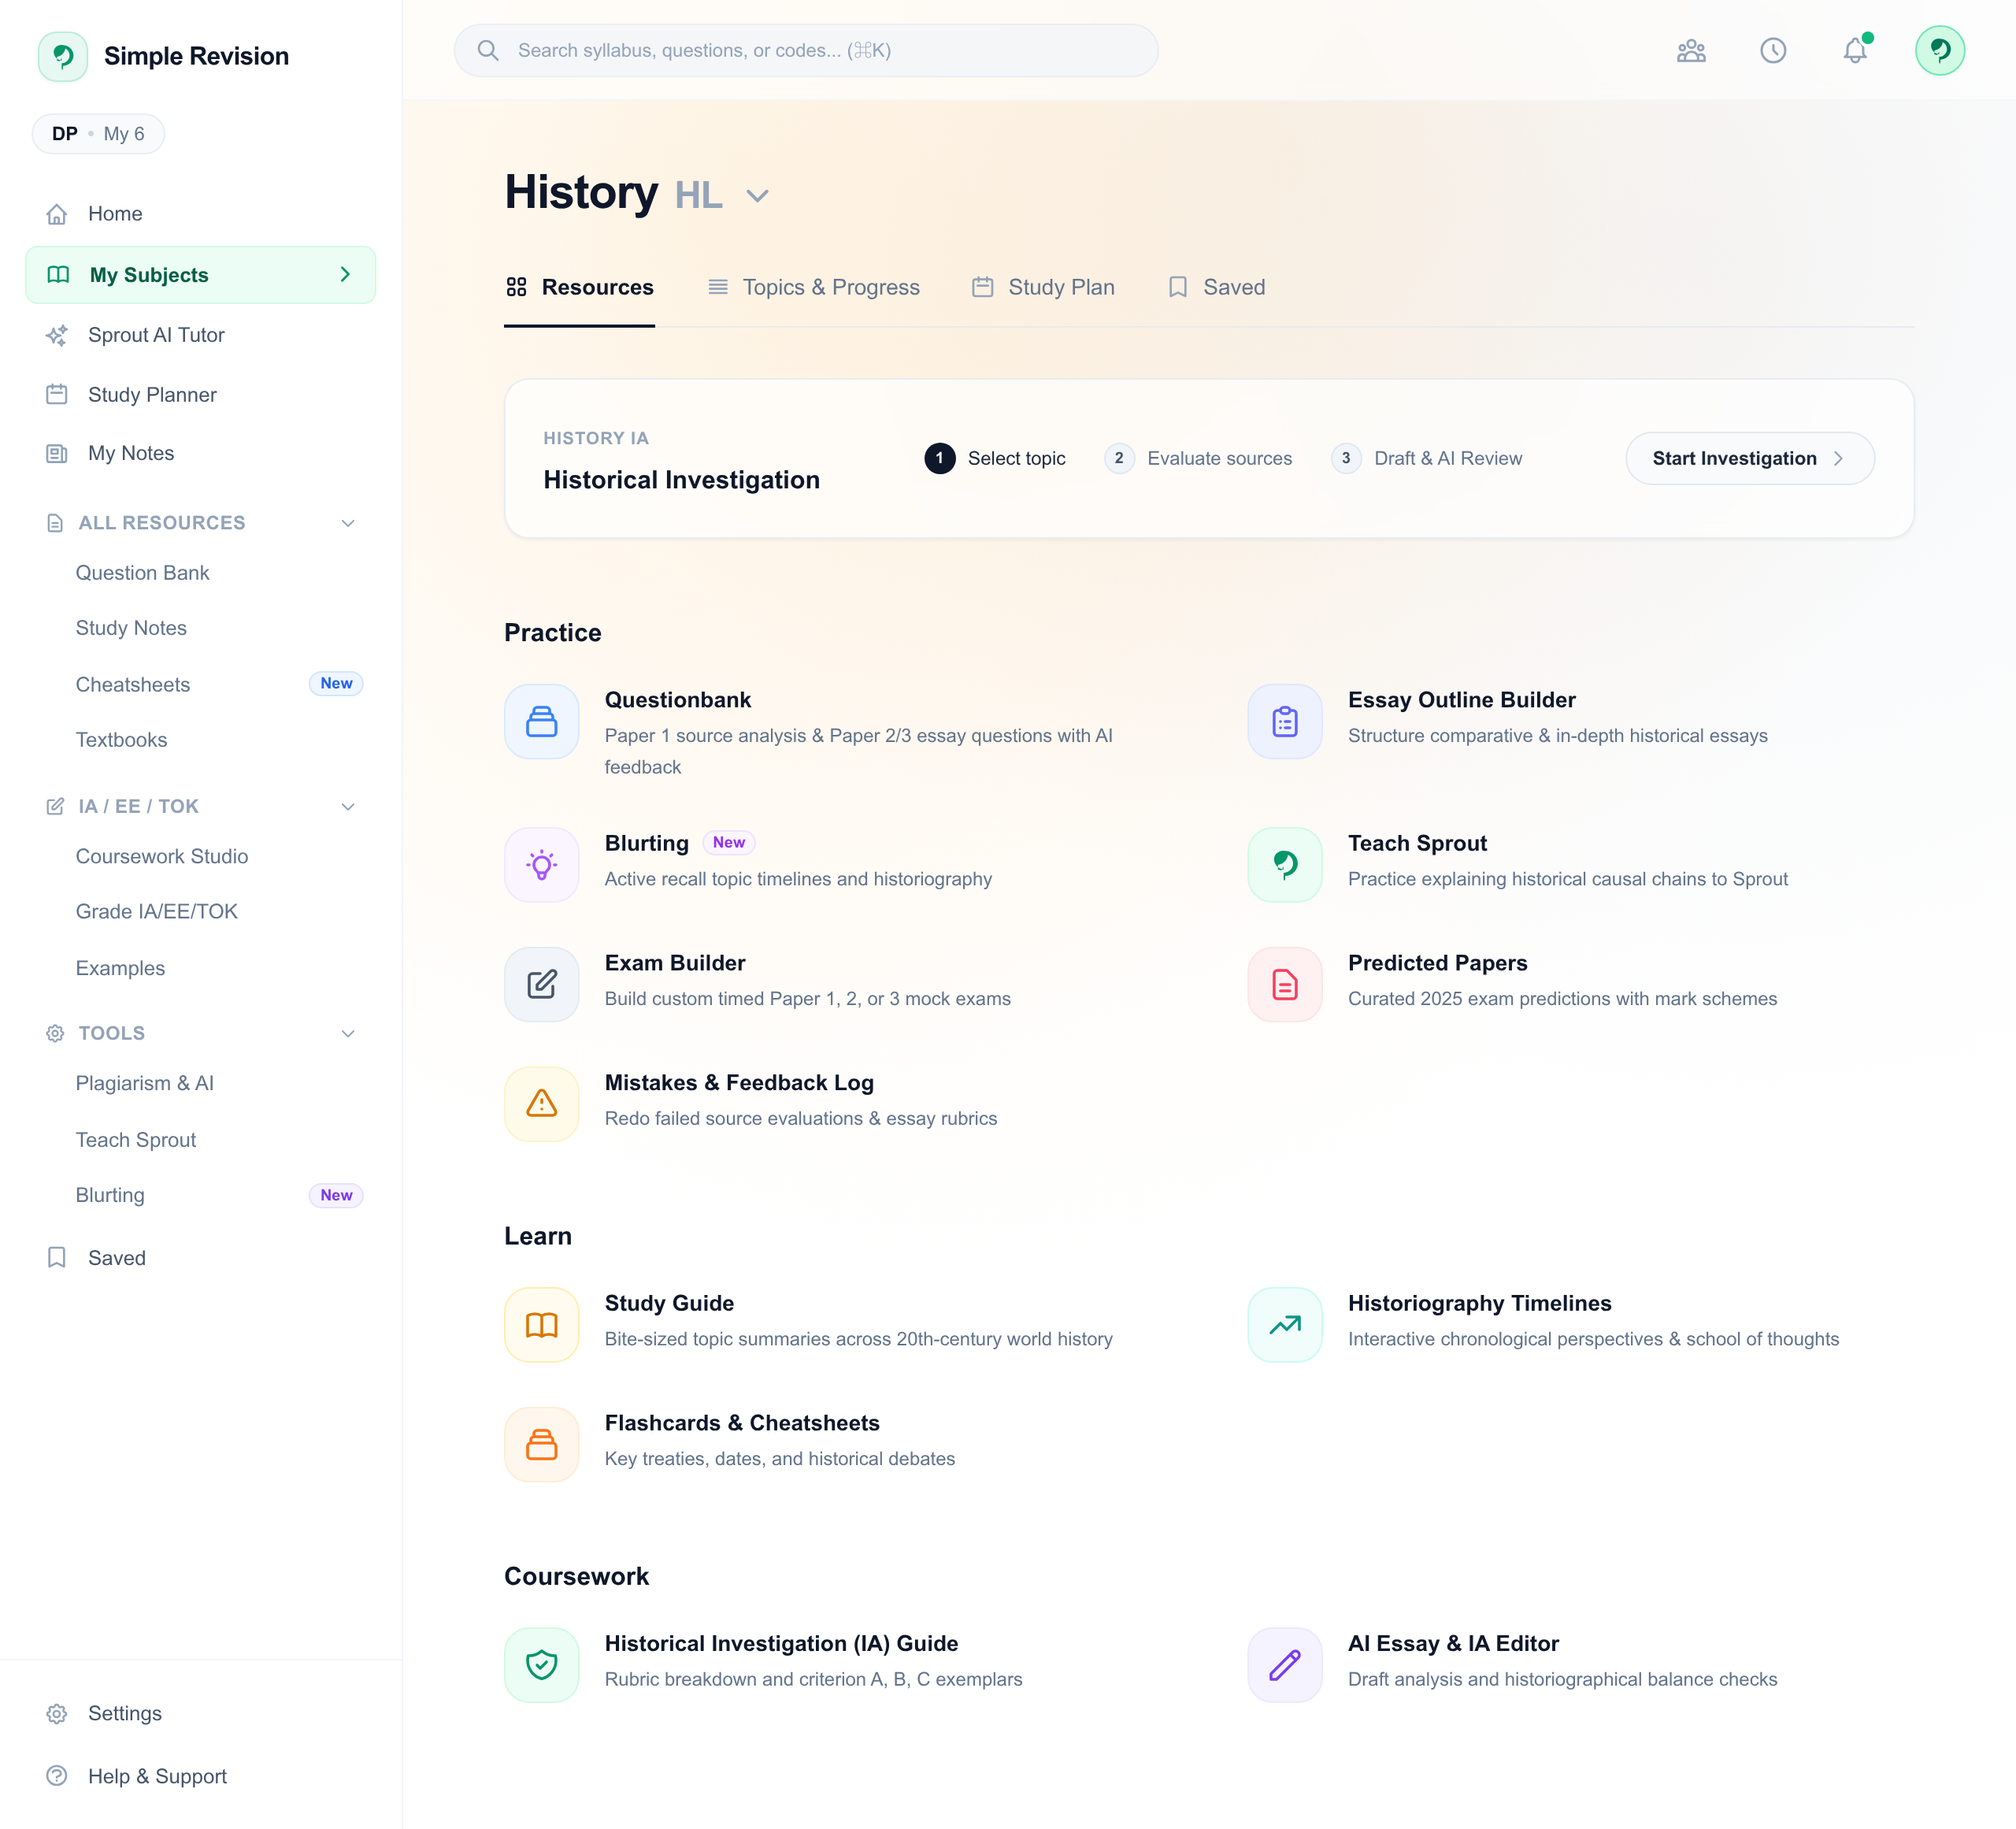 Simple Revision
DP • My 6
Home
My Subjects
Sprout AI Tutor
Study Planner
My Notes
ALL RESOURCES
Question Bank
Study Notes
Cheatsheets New
Textbooks
IA / EE / TOK
Coursework Studio
Grade IA/EE/TOK
Examples
TOOLS
Plagiarism & AI
Teach Sprout
Blurting New
Saved
Settings
Help & Support
Search syllabus, questions, or codes... (⌘K)
History HL
Resources
Topics & Progress
Study Plan
Saved
HISTORY IA
Historical Investigation
1 Select topic
2 Evaluate sources
3 Draft & AI Review
Start Investigation
Practice
Questionbank
Paper 1 source analysis & Paper 2/3 essay questions with AI
feedback
Essay Outline Builder
Structure comparative & in-depth historical essays
Blurting New
Active recall topic timelines and historiography
Teach Sprout
Practice explaining historical causal chains to Sprout
Exam Builder
Build custom timed Paper 1, 2, or 3 mock exams
Predicted Papers
Curated 2025 exam predictions with mark schemes
Mistakes & Feedback Log
Redo failed source evaluations & essay rubrics
Learn
Study Guide
Bite-sized topic summaries across 20th-century world history
Historiography Timelines
Interactive chronological perspectives & school of thoughts
Flashcards & Cheatsheets
Key treaties, dates, and historical debates
Coursework
Historical Investigation (IA) Guide
Rubric breakdown and criterion A, B, C exemplars
AI Essay & IA Editor
Draft analysis and historiographical balance checks